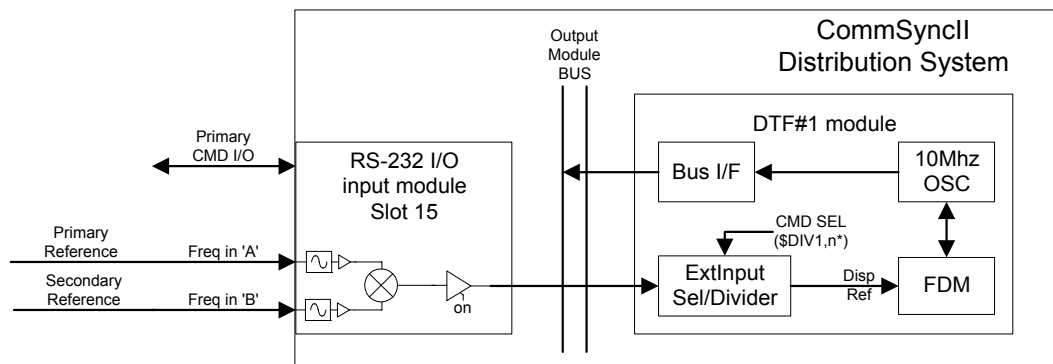 CommSyncII
Distribution System
Output
Module
BUS
DTF#1 module
Primary
CMD I/O
RS-232 I/O
input module
Slot 15
Bus I/F
10Mhz
OSC
CMD SEL
($DIV1,n*)
Primary
Reference
Freq in 'A'
Secondary
Reference
Freq in 'B'
on
ExtInput
Sel/Divider
Disp
Ref
FDM